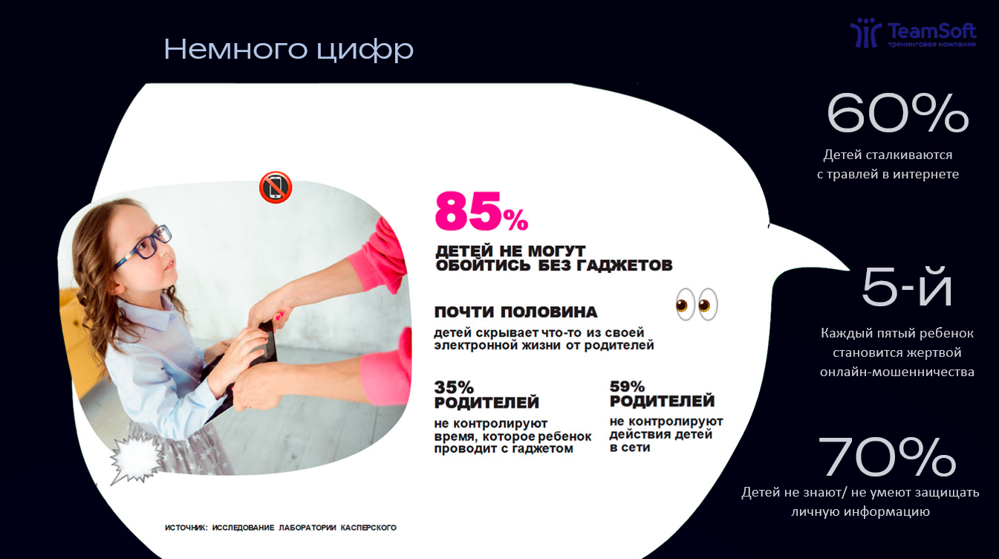 Немного цифр
TeamSoft
тренинговая компания
85%
ДЕТЕЙ НЕ МОГУТ
ОБОЙТИСЬ БЕЗ ГАДЖЕТОВ
ПОЧТИ ПОЛОВИНА
детей скрывает что-то из своей
электронной жизни от родителей
35%
РОДИТЕЛЕЙ
не контролируют
время, которое ребенок
проводит с гаджетом
59%
РОДИТЕЛЕЙ
не контролируют
действия детей
в сети
ИСТОЧНИК: ИССЛЕДОВАНИЕ ЛАБОРАТОРИИ КАСПЕРСКОГО
60%
Детей сталкиваются
с травлей в интернете
5-й
Каждый пятый ребенок
становится жертвой
онлайн-мошенничества
70%
Детей не знают/ не умеют защищать
личную информацию